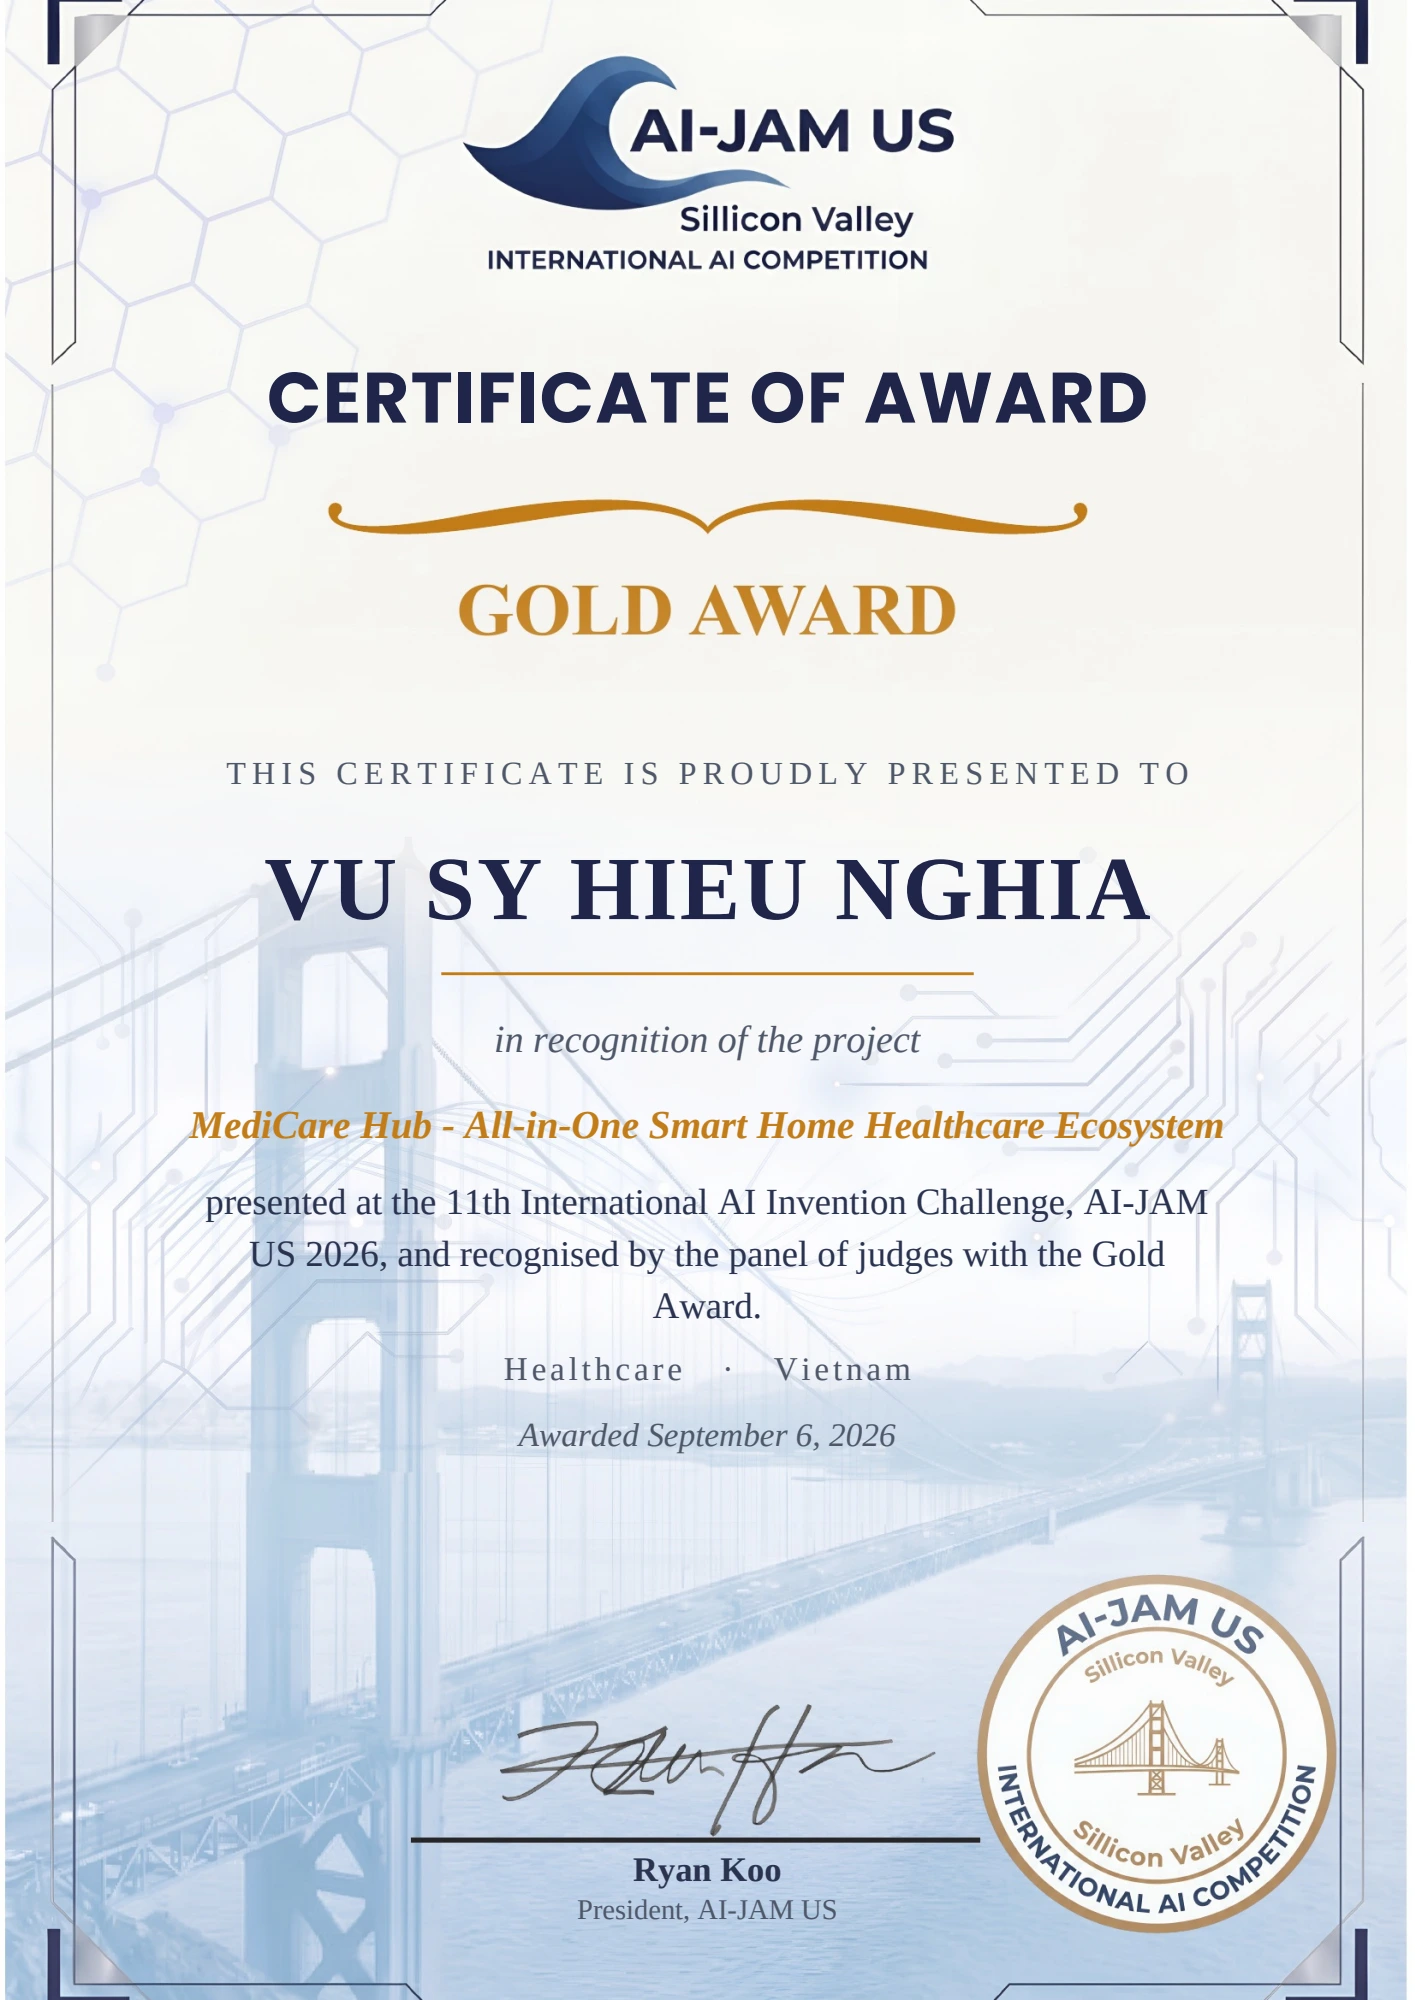 AI-JAM US
Sillicon Valley
INTERNATIONAL AI COMPETITION
CERTIFICATE OF AWARD
GOLD AWARD
THIS CERTIFICATE IS PROUDLY PRESENTED TO
VU SY HIEU NGHIA
in recognition of the project
MediCare Hub - All-in-One Smart Home Healthcare Ecosystem
presented at the 11th International AI Invention Challenge, AI-JAM
US 2026, and recognised by the panel of judges with the Gold
Award.
Healthcare · Vietnam
Awarded September 6, 2026
Ryan Koo
President, AI-JAM US
AI-JAM US
Sillicon Valley
Sillicon Valley
INTERNATIONAL AI COMPETITION